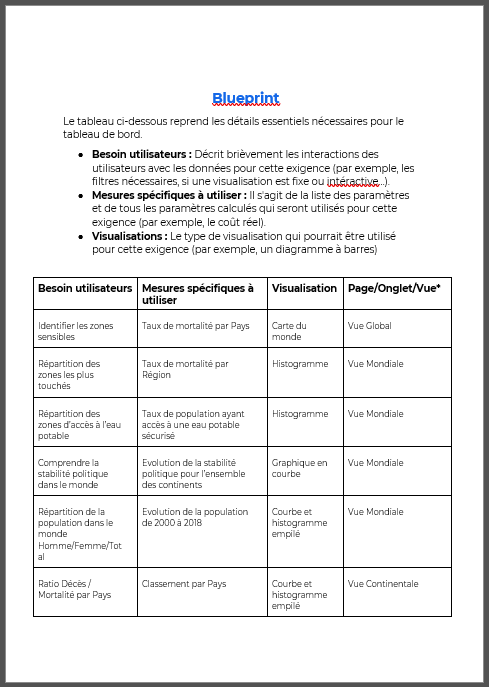 Blueprint
Le tableau ci-dessous reprend les détails essentiels nécessaires pour le
tableau de bord.
● Besoin utilisateurs : Décrit brièvement les interactions des
utilisateurs avec les données pour cette exigence (par exemple, les
filtres nécessaires, si une visualisation est fixe ou intéractive...).
● Mesures spécifiques à utiliser : Il s'agit de la liste des paramètres
et de tous les paramètres calculés qui seront utilisés pour cette
exigence (par exemple, le coût réel).
● Visualisations : Le type de visualisation qui pourrait être utilisé
pour cette exigence (par exemple, un diagramme à barres)
Besoin utilisateurs
Mesures spécifiques à
utiliser
Visualisation
Page/Onglet/Vue*
Identifier les zones
sensibles
Taux de mortalité par Pays
Carte du
monde
Vue Global
Répartition des
zones les plus
touchés
Taux de mortalité par
Région
Histogramme
Vue Mondiale
Répartition des
zones d'accès à l'eau
potable
Taux de population ayant
accès à une eau potable
sécurisé
Histogramme
Vue Mondiale
Comprendre la
stabilité politique
dans le monde
Evolution de la stabilité
politique pour l'ensemble
des continents
Graphique en
courbe
Vue Mondiale
Répartition de la
population dans le
monde
Homme/Femme/Tot
al
Evolution de la population
de 2000 à 2018
Courbe et
histogramme
empilé
Vue Mondiale
Ratio Décès /
Mortalité par Pays
Classement par Pays
Courbe et
histogramme
empilé
Vue Continentale